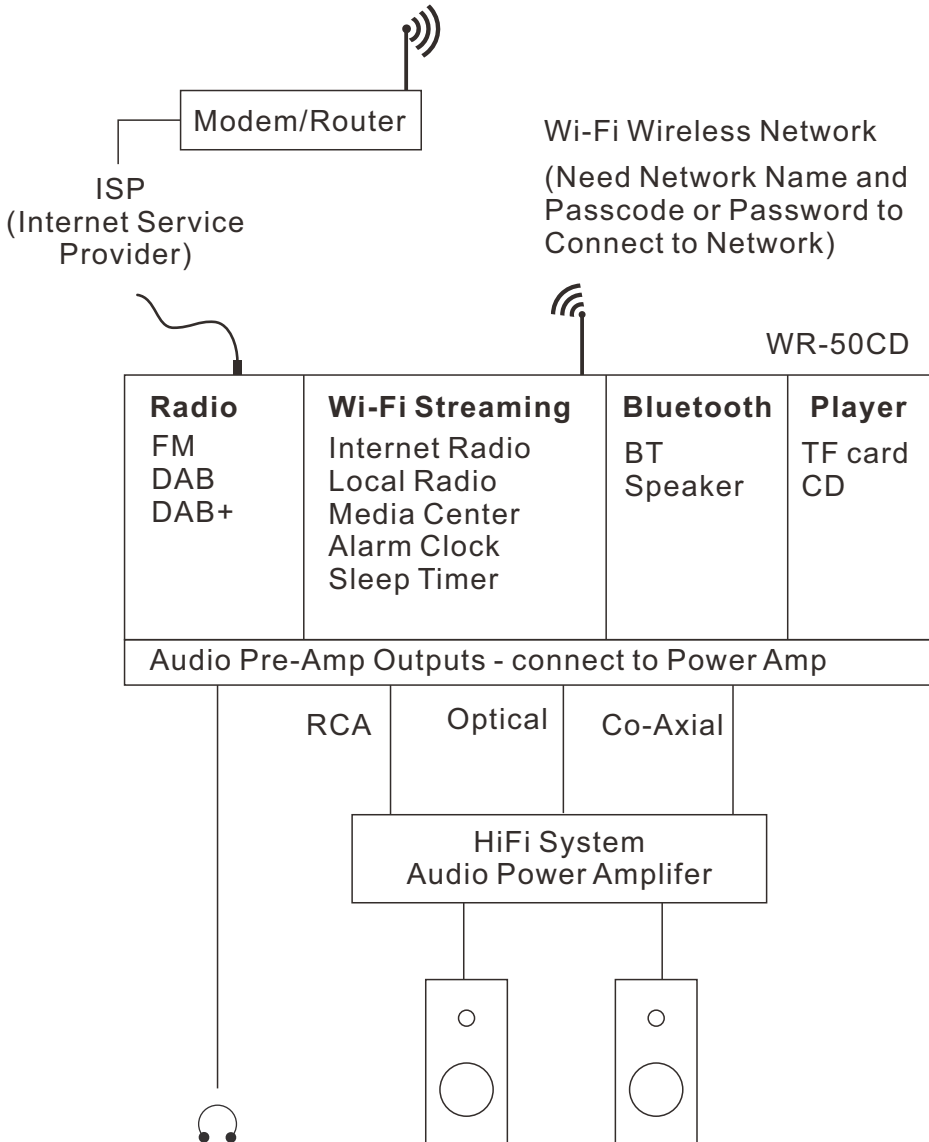 Modem/Router
ISP
(Internet Service
Provider)
Wi-Fi Wireless Network
(Need Network Name and
Passcode or Password to
Connect to Network)
WR-50CD
Radio
FM
DAB
DAB+
Wi-Fi Streaming
Internet Radio
Local Radio
Media Center
Alarm Clock
Sleep Timer
Bluetooth
BT
Speaker
Player
TF card
CD
Audio Pre-Amp Outputs - connect to Power Amp
RCA
Optical
Co-Axial
HiFi System
Audio Power Amplifer